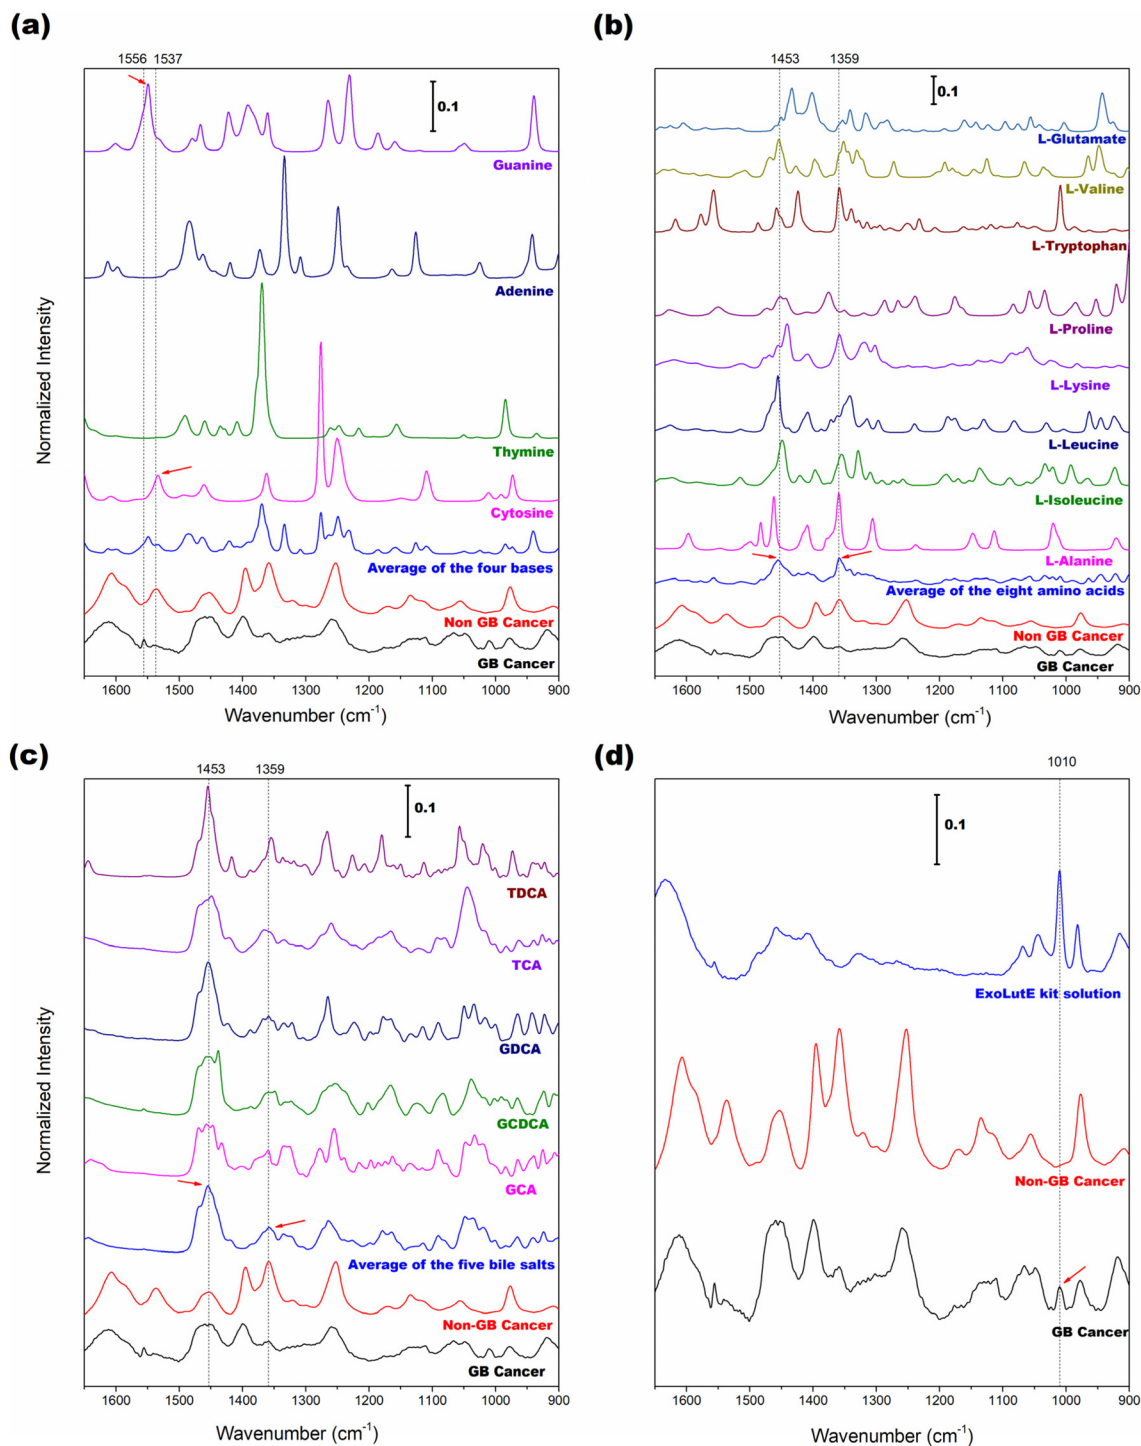 (a)
1556 1537
0.1
Guanine
Adenine
Thymine
Cytosine
Average of the four bases
Non GB Cancer
GB Cancer
Normalized Intensity
1600 1500 1400 1300 1200 1100 1000 900
Wavenumber (cm-1)
(b)
1453 1359
0.1
L-Glutamate
L-Valine
L-Tryptophan
L-Proline
L-Lysine
L-Leucine
L-Isoleucine
L-Alanine
Average of the eight amino acids
Non GB Cancer
GB Cancer
1600 1500 1400 1300 1200 1100 1000 900
Wavenumber (cm-1)
(c)
1453 1359
0.1
TDCA
TCA
GDCA
GCDCA
GCA
Average of the five bile salts
Non-GB Cancer
GB Cancer
Normalized Intensity
1600 1500 1400 1300 1200 1100 1000 900
Wavenumber (cm-1)
(d)
1010
0.1
ExoLutE kit solution
Non-GB Cancer
GB Cancer
1600 1500 1400 1300 1200 1100 1000 900
Wavenumber (cm-1)